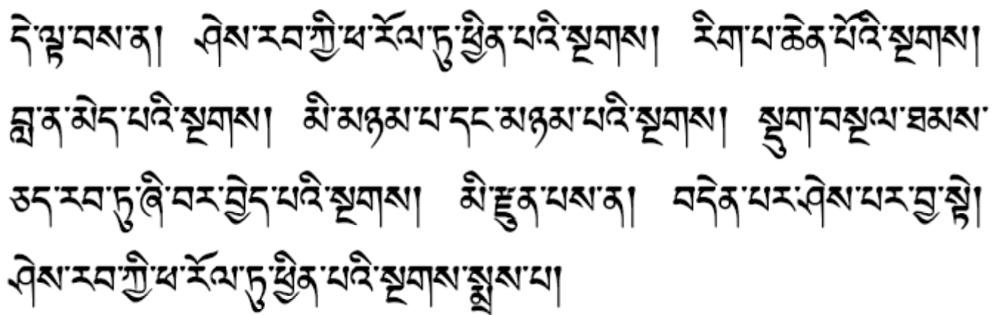 དེ་ལྟ་བས་ན། ཤེས་རབ་ཀྱི་ཕ་རོལ་ཏུ་ཕྱིན་པའི་སྔགས། རིག་པ་ཆེན་པོའི་སྔགས།
བླ་ན་མེད་པའི་སྔགས། མི་མཉམ་པ་དང་མཉམ་པའི་སྔགས། སྡུག་བསྔལ་ཐམས་
ཅད་རབ་ཏུ་ཞི་བར་བྱེད་པའི་སྔགས། མི་རྫུན་པས་ན། བདེན་པར་ཤེས་པར་བྱ་སྟེ།
ཤེས་རབ་ཀྱི་ཕ་རོལ་ཏུ་ཕྱིན་པའི་སྔགས་སྨྲས་པ།